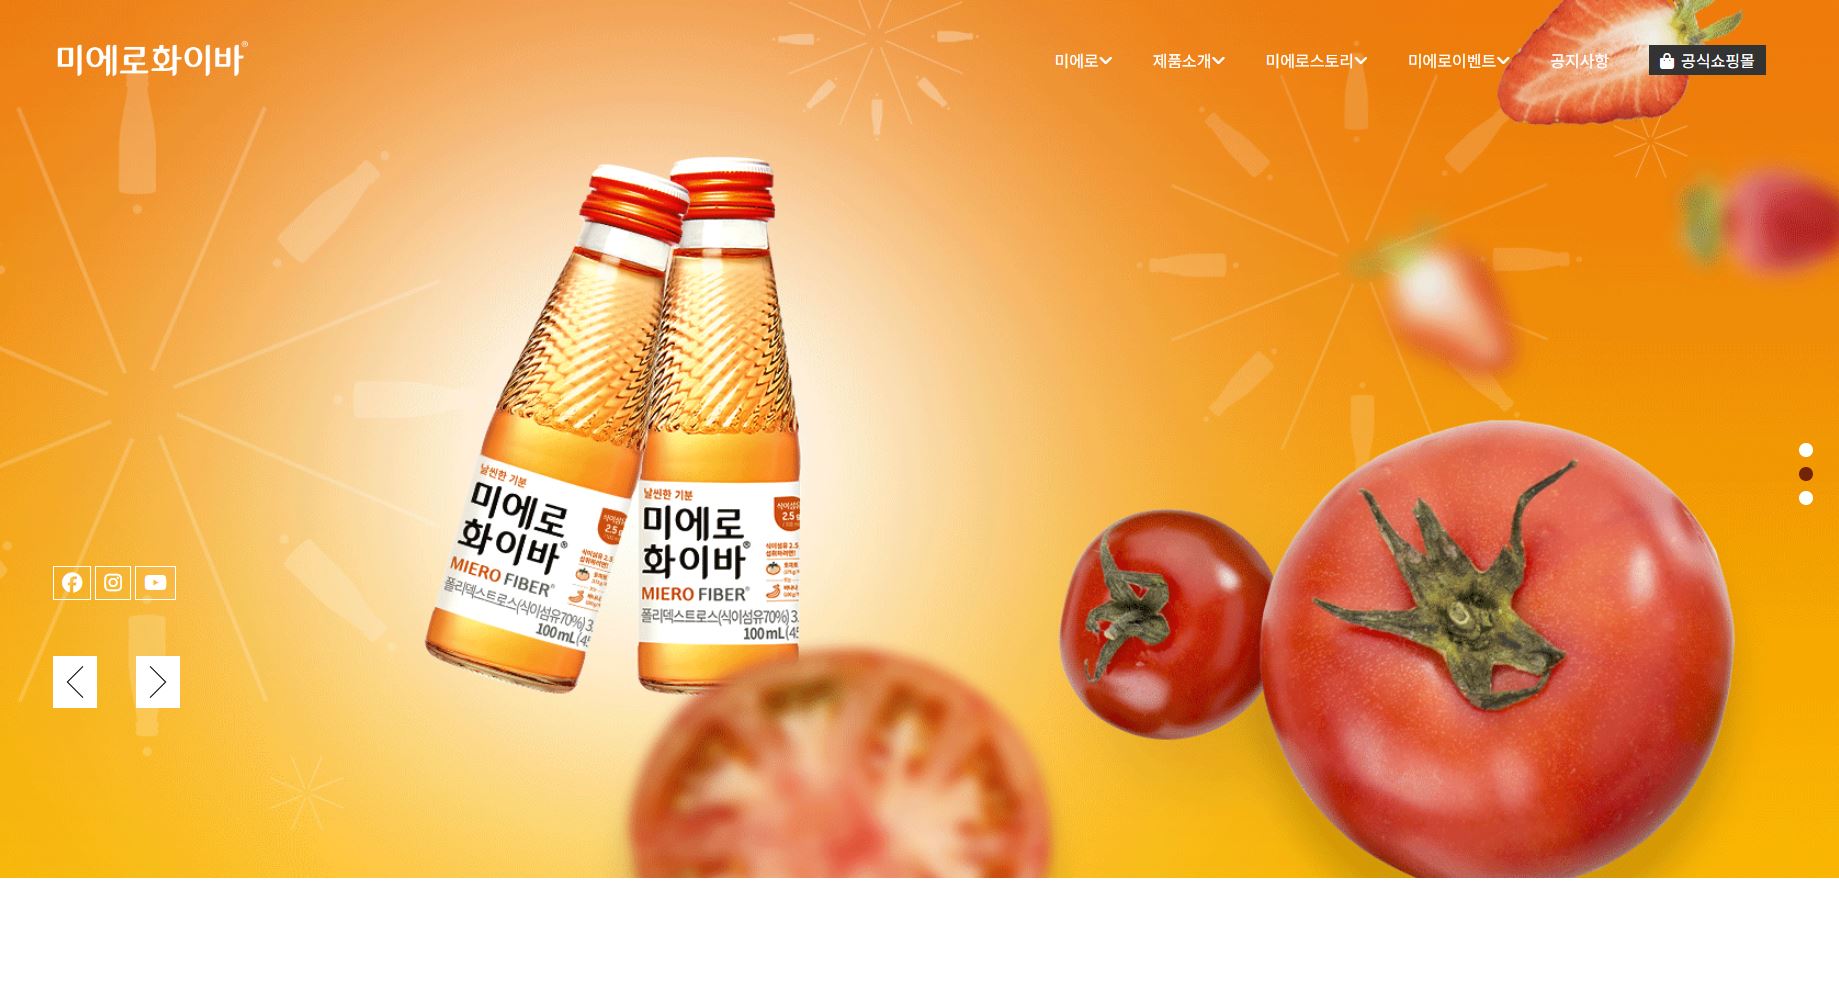 미에로화이바®
미에로
제품소개
미에로스토리
미에로이벤트
공지사항
공식쇼핑몰
날씬한 기분
미에로
화이바®
MIERO FIBER®
폴리덱스트로스(식이섬유70%) 3.
100mL
날씬한 기분
미에로
화이바®
MIERO FIBER®
폴리덱스트로스(식이섬유70%) 3.
100mL